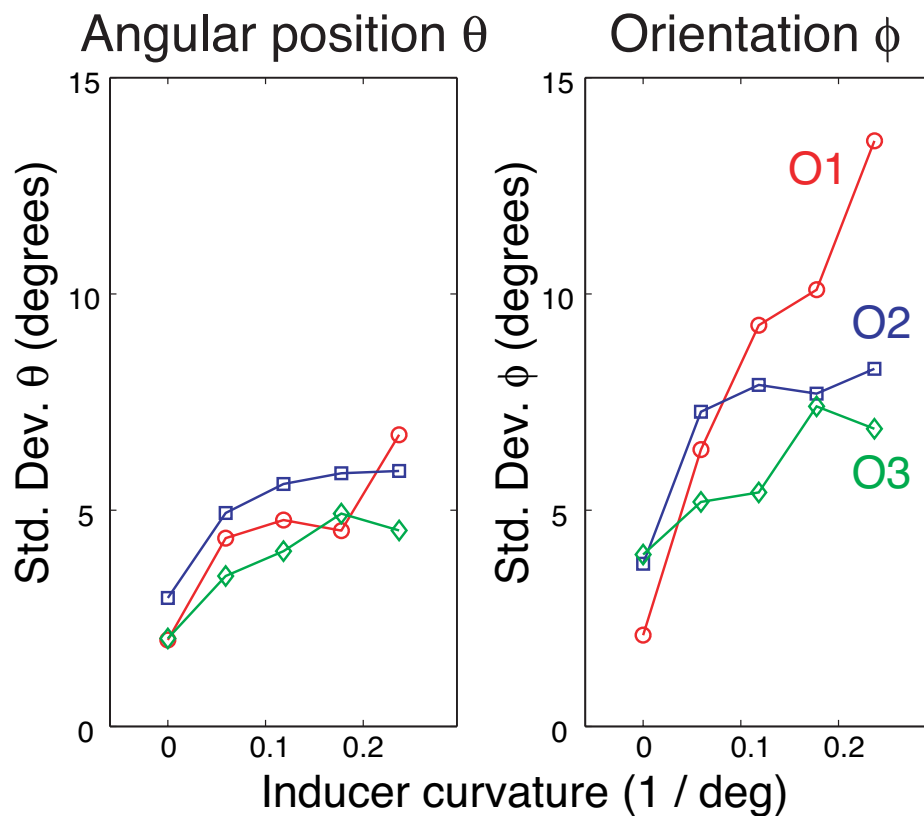 Angular position θ
Orientation ϕ
Std. Dev. θ (degrees)
15
10
5
0
0 0.1 0.2
Std. Dev. ϕ (degrees)
15
10
5
0
0 0.1 0.2
O1
O2
O3
Inducer curvature (1 / deg)